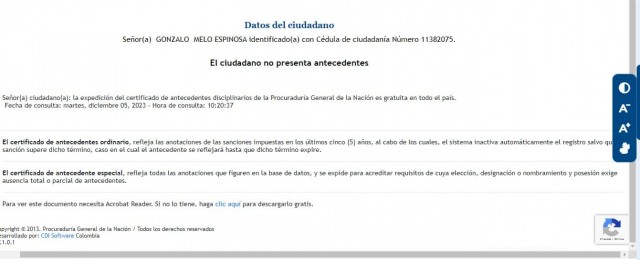 Datos del ciudadano
Señor(a) GONZALO MELO ESPINOSA identificado(a) con Cédula de ciudadanía Número 11382075.
El ciudadano no presenta antecedentes
Señor(a) ciudadano(a): la expedición del certificado de antecedentes disciplinarios de la Procuraduría General de la Nación es gratuita en todo el país.
Fecha de consulta: martes, diciembre 05, 2023 - Hora de consulta: 10:20:37
El certificado de antecedentes ordinario, refleja las anotaciones de las sanciones impuestas en los últimos cinco (5) años, al cabo de los cuales, el sistema inactiva automáticamente el registro salvo qu
sanción supere dicho término, caso en el cual el antecedente se reflejará hasta que dicho término expire.
El certificado de antecedente especial, refleja todas las anotaciones que figuren en la base de datos, y se expide para acreditar requisitos de cuya elección, designación o nombramiento y posesión exige
ausencia total o parcial de antecedentes.
Para ver este documento necesita Acrobat Reader. Si no lo tiene, haga clic aquí para descargarlo gratis.
opyright © 2013. Procuraduría General de la Nación / Todos los derechos reservados
esarrollado por: CDI Software Colombia
.1.0.1
A-
A+